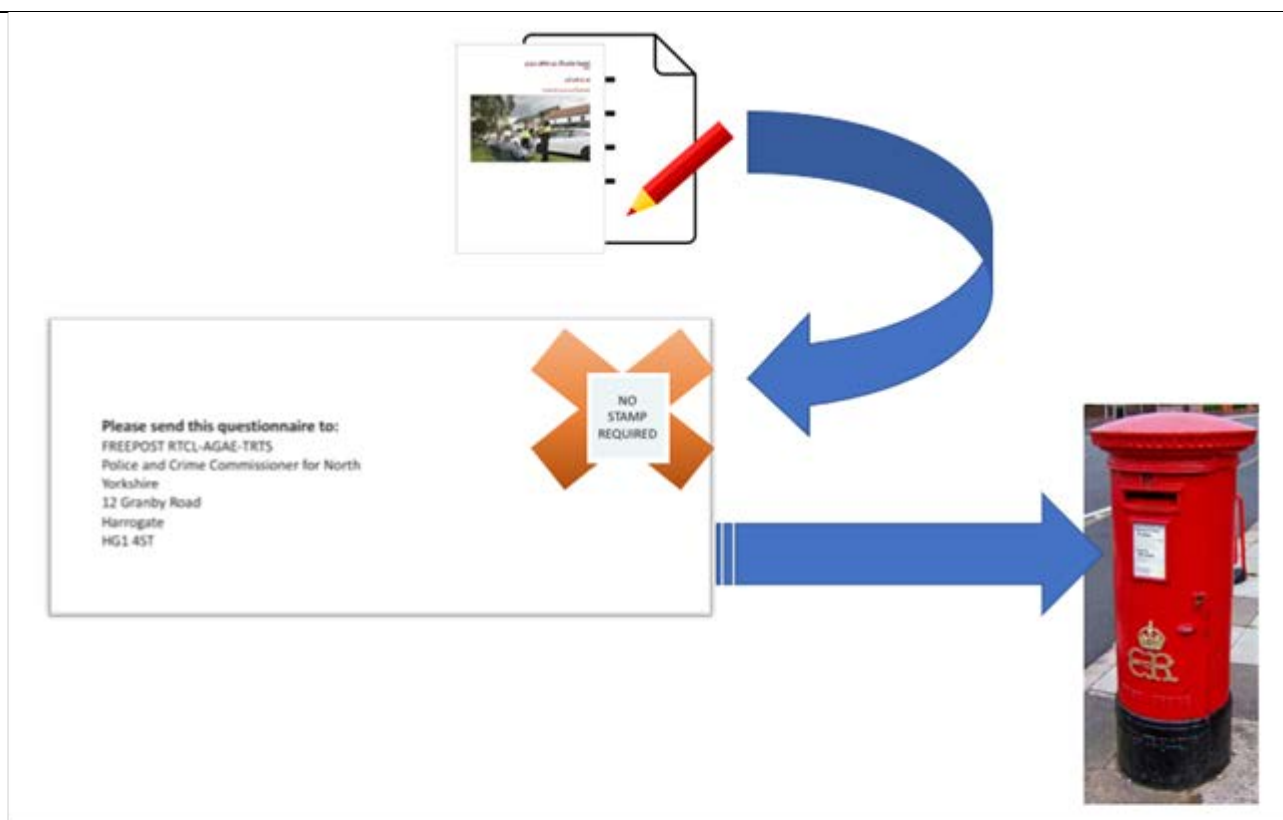 NO
STAMP
REQUIRED
Please send this questionnaire to:
FREEPOST RTCL-AGAE-TRTS
Police and Crime Commissioner for North
Yorkshire
12 Granby Road
Harrogate
HG1 4ST
ER